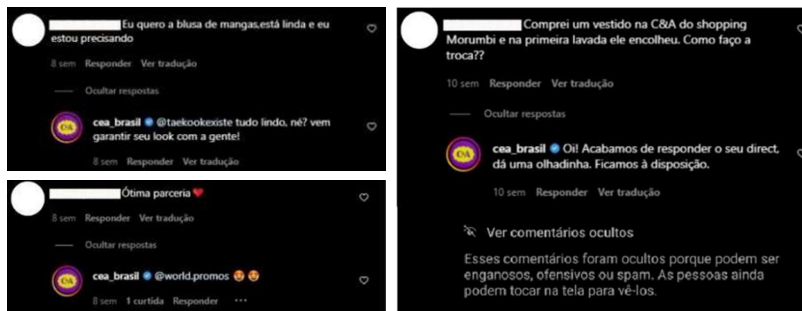 Eu quero a blusa de mangas,está linda e eu
estou precisando
8 sem Responder Ver tradução
Ocultar respostas
cea_brasil @taekookexiste tudo lindo, né? vem
garantir seu look com a gente!
8 sem Responder Ver tradução
Ótima parceria
8 sem Responder Ver tradução
Ocultar respostas
cea_brasil @world.promos
8 sem 1 curtida Responder ...
Comprei um vestido na C&A do shopping
Morumbi e na primeira lavada ele encolheu. Como faço a
troca??
10 sem Responder Ver tradução
Ocultar respostas
cea_brasil Oi! Acabamos de responder o seu direct,
dá uma olhadinha. Ficamos à disposição.
10 sem Responder Ver tradução
Ver comentários ocultos
Esses comentários foram ocultos porque podem ser
enganosos, ofensivos ou spam. As pessoas ainda
podem tocar na tela para vê-los.